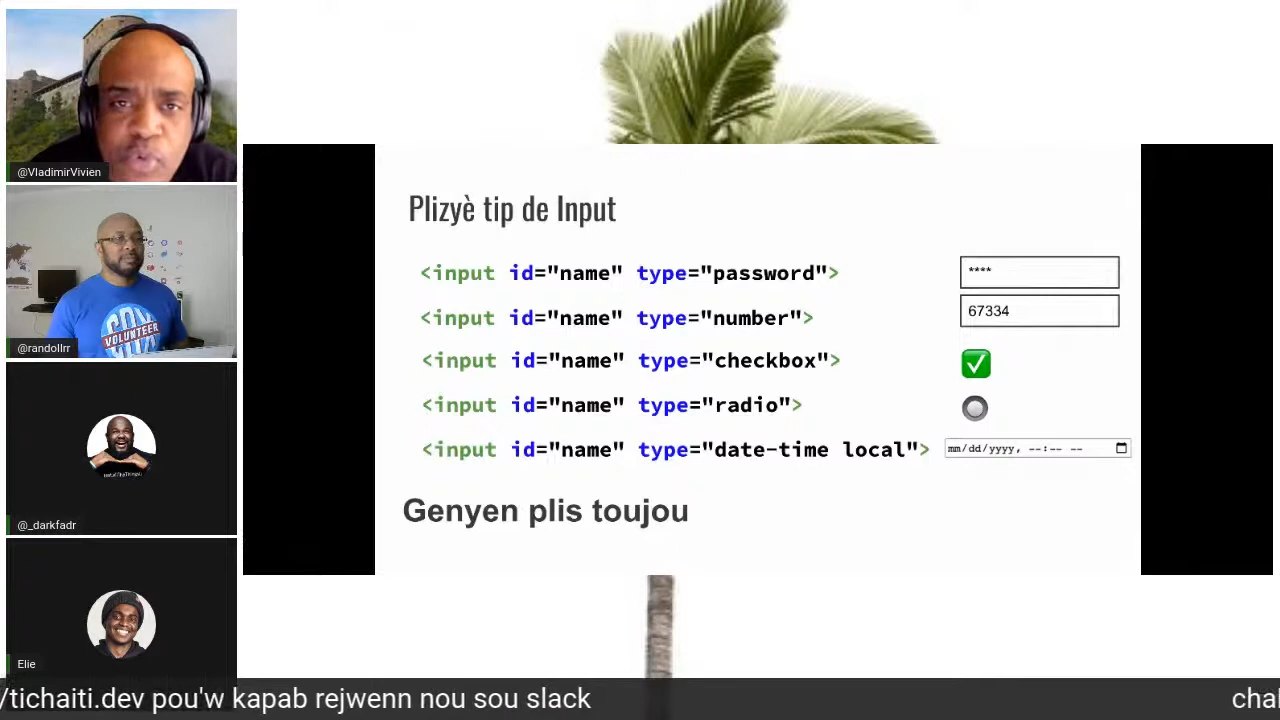 @VladimirVivien
VOLUNTEER
@randollrr
@_darkfadr
Elie
Plizyè tip de Input
<input id="name" type="password">
****
<input id="name" type="number">
67334
<input id="name" type="checkbox">
<input id="name" type="radio">
<input id="name" type="date-time local">
mm/dd/yyyy, --:-- --
Genyen plis toujou
/tichaiti.dev pou'w kapab rejwenn nou sou slack